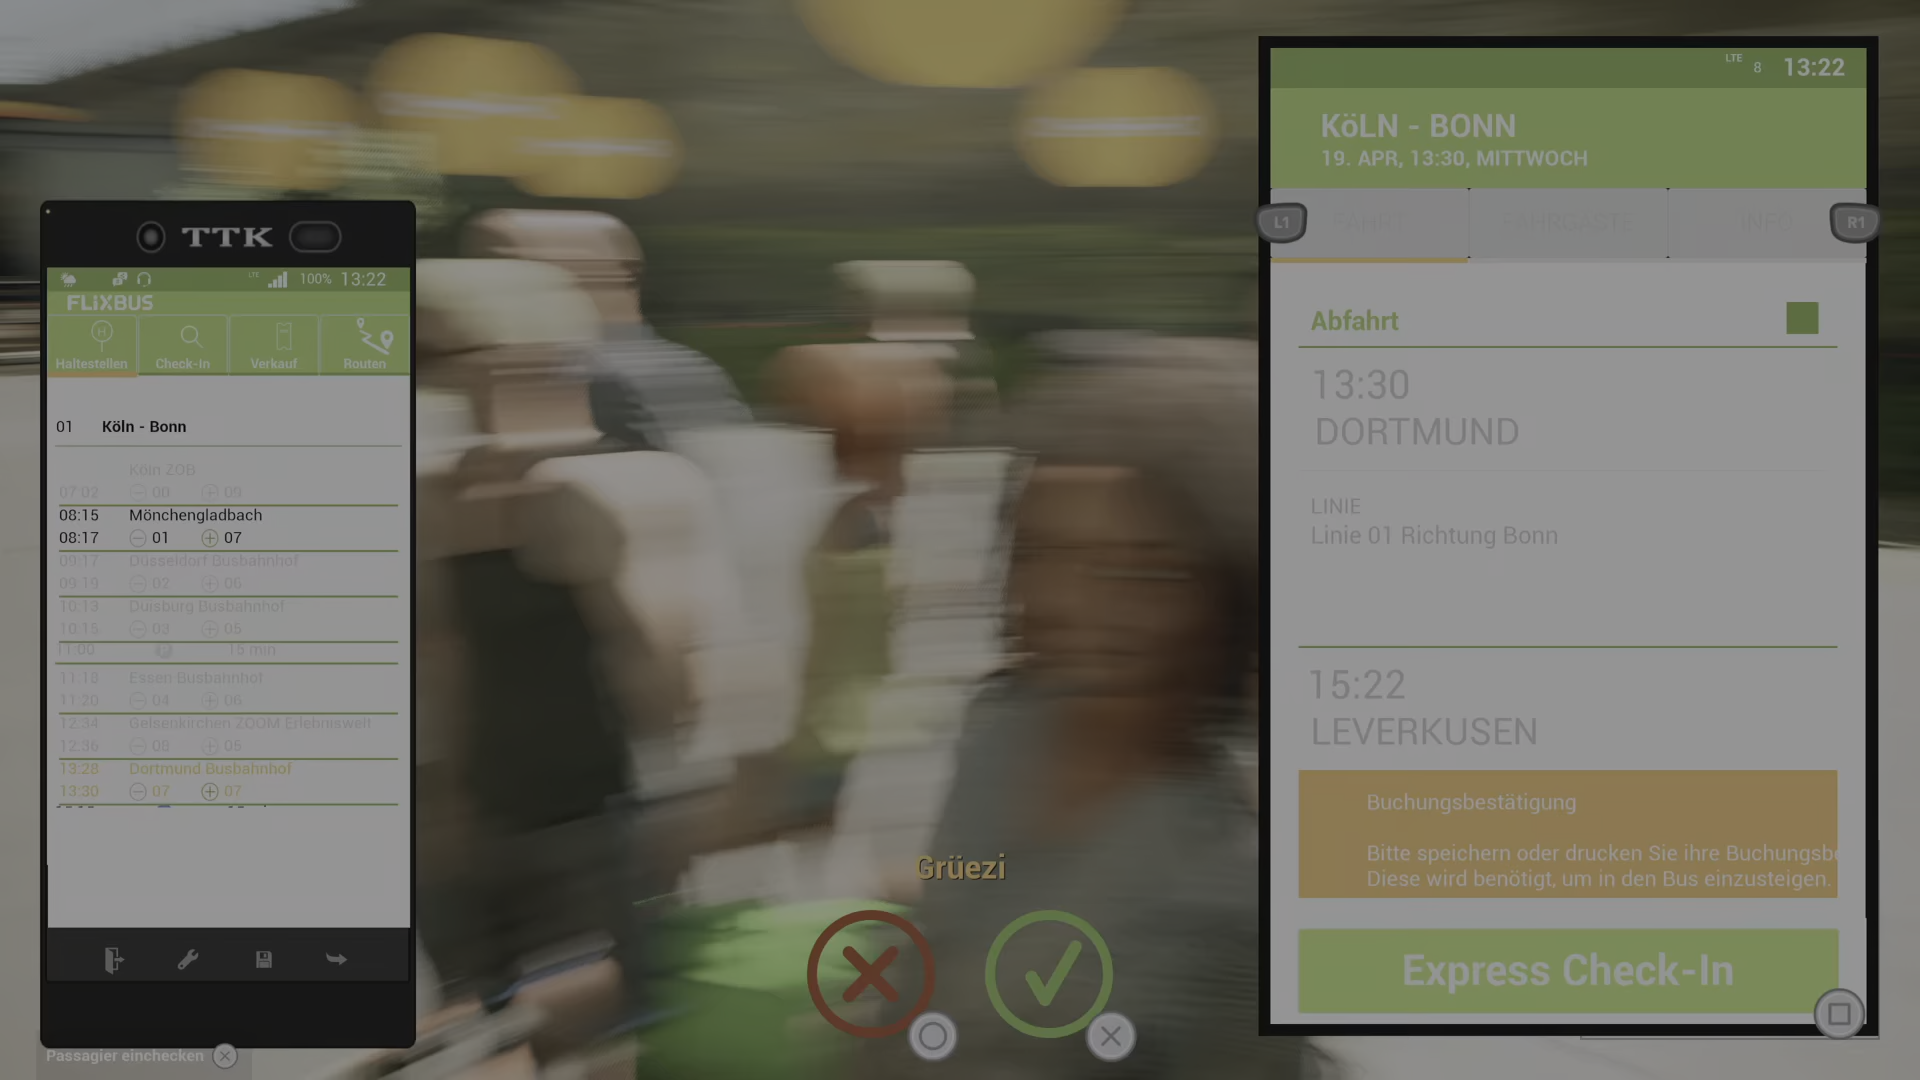 TTK
LTE 100% 13:22
FLIXBUS
Haltestellen Check-In Verkauf Routen
01 Köln - Bonn
Köln ZOB
07:02 00 09
08:15 Mönchengladbach
08:17 01 07
09:17 Düsseldorf Busbahnhof
09:19 02 06
10:13 Duisburg Busbahnhof
10:15 03 05
11:00 P 15 min
11:18 Essen Busbahnhof
11:20 04 06
12:34 Gelsenkirchen ZOOM Erlebniswelt
12:36 08 05
13:28 Dortmund Busbahnhof
13:30 07 07
Passagier einchecken
Grüezi
LTE 8 13:22
KöLN - BONN
19. APR, 13:30, MITTWOCH
L1 FAHRT FAHRGÄSTE INFO R1
Abfahrt
13:30
DORTMUND
LINIE
Linie 01 Richtung Bonn
15:22
LEVERKUSEN
Buchungsbestätigung
Bitte speichern oder drucken Sie ihre Buchungsbe
Diese wird benötigt, um in den Bus einzusteigen.
Express Check-In